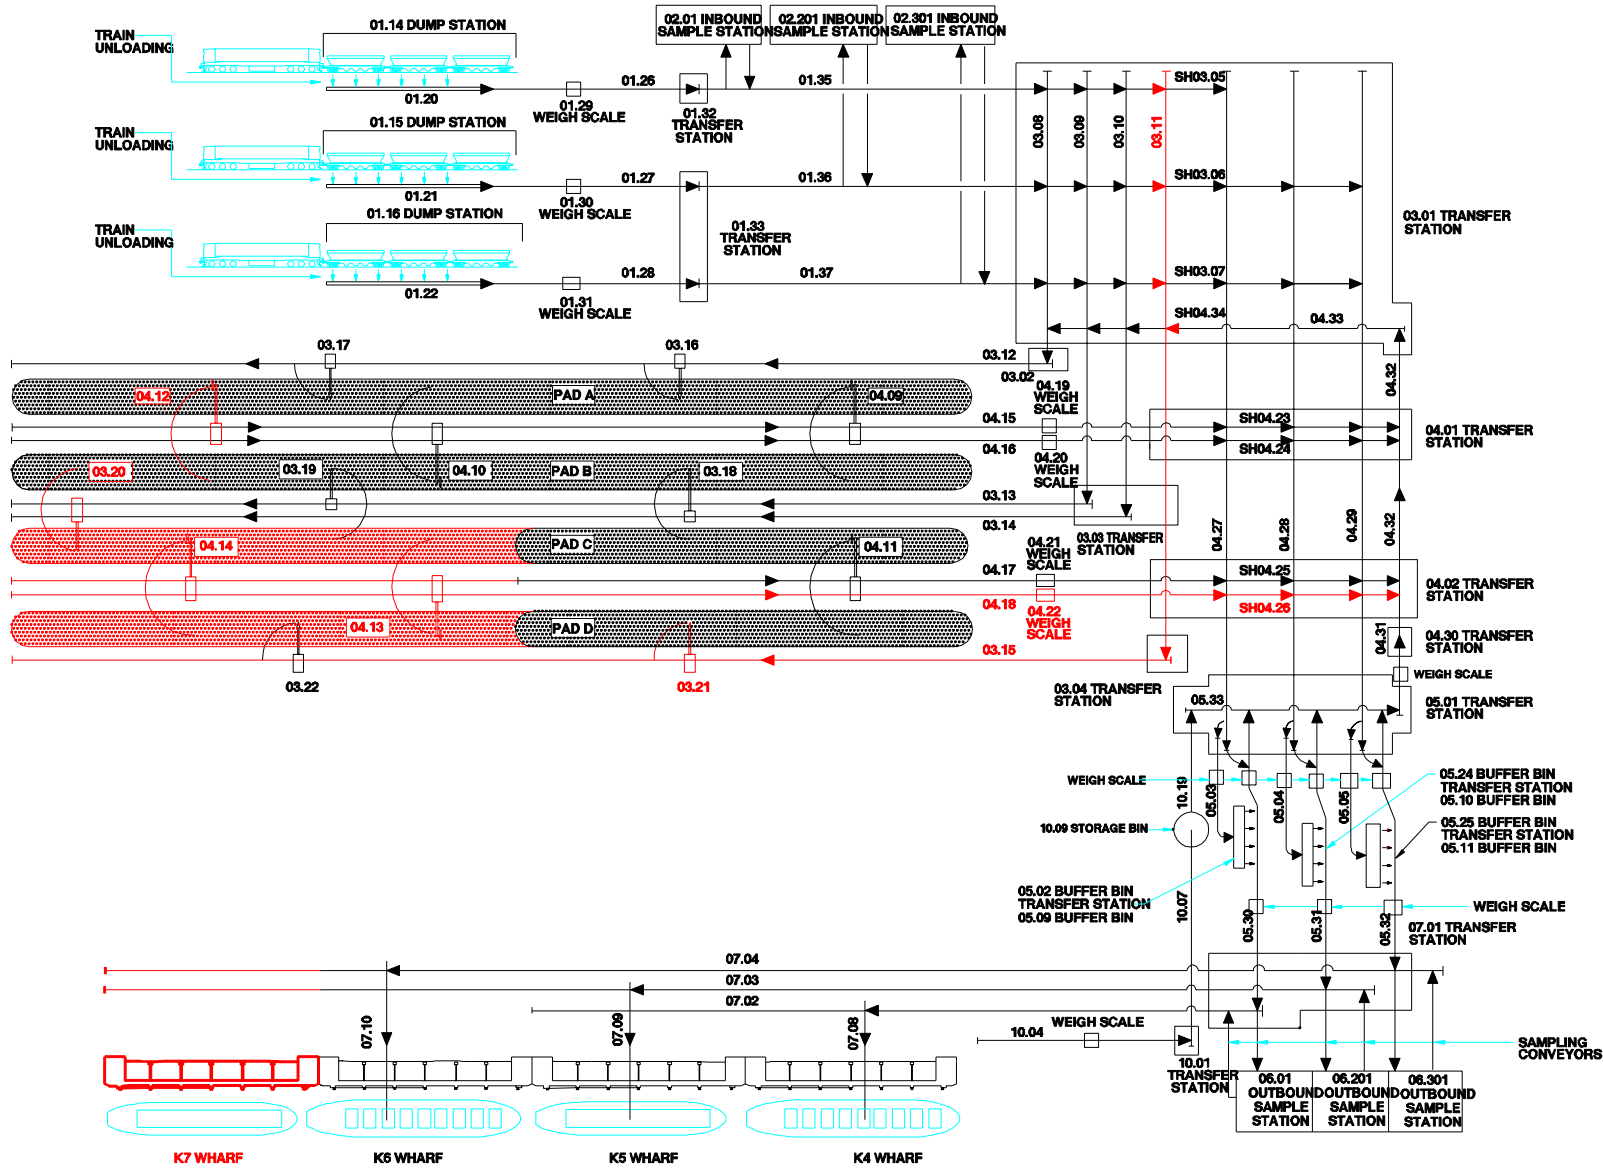 01.14 DUMP STATION
TRAIN
UNLOADING
01.20
01.29
WEIGH SCALE
01.26
01.32
TRANSFER
STATION
02.01 INBOUND
SAMPLE STATION
02.201 INBOUND
SAMPLE STATION
02.301 INBOUND
SAMPLE STATION
01.35
SH03.05
03.08
03.09
03.10
03.11
01.15 DUMP STATION
TRAIN
UNLOADING
01.21
01.30
WEIGH SCALE
01.27
01.36
SH03.06
01.16 DUMP STATION
TRAIN
UNLOADING
01.22
01.31
WEIGH SCALE
01.28
01.33
TRANSFER
STATION
01.37
SH03.07
03.01 TRANSFER
STATION
SH04.34
04.33
03.17
03.16
03.12
03.02
04.32
04.12
PAD A
04.09
04.19
WEIGH
SCALE
04.15
04.16
SH04.23
SH04.24
04.01 TRANSFER
STATION
04.20
WEIGH
SCALE
03.20
03.19
04.10
PAD B
03.18
03.13
03.14
03.03 TRANSFER
STATION
04.27
04.28
04.29
04.32
04.14
PAD C
04.11
04.21
WEIGH
SCALE
04.17
04.18
SH04.25
SH04.26
04.02 TRANSFER
STATION
04.22
WEIGH
SCALE
04.13
PAD D
03.15
04.31
04.30 TRANSFER
STATION
03.22
03.21
03.04 TRANSFER
STATION
WEIGH SCALE
05.33
05.01 TRANSFER
STATION
WEIGH SCALE
10.19
05.03
05.04
05.05
05.24 BUFFER BIN
TRANSFER STATION
05.10 BUFFER BIN
10.09 STORAGE BIN
05.25 BUFFER BIN
TRANSFER STATION
05.11 BUFFER BIN
05.02 BUFFER BIN
TRANSFER STATION
05.09 BUFFER BIN
10.07
05.30
05.31
05.32
WEIGH SCALE
07.01 TRANSFER
STATION
07.04
07.03
07.02
07.10
07.09
07.08
10.04
WEIGH SCALE
10.01
TRANSFER
STATION
SAMPLING
CONVEYORS
06.01
OUTBOUND
SAMPLE
STATION
06.201
OUTBOUND
SAMPLE
STATION
06.301
OUTBOUND
SAMPLE
STATION
K7 WHARF
K6 WHARF
K5 WHARF
K4 WHARF